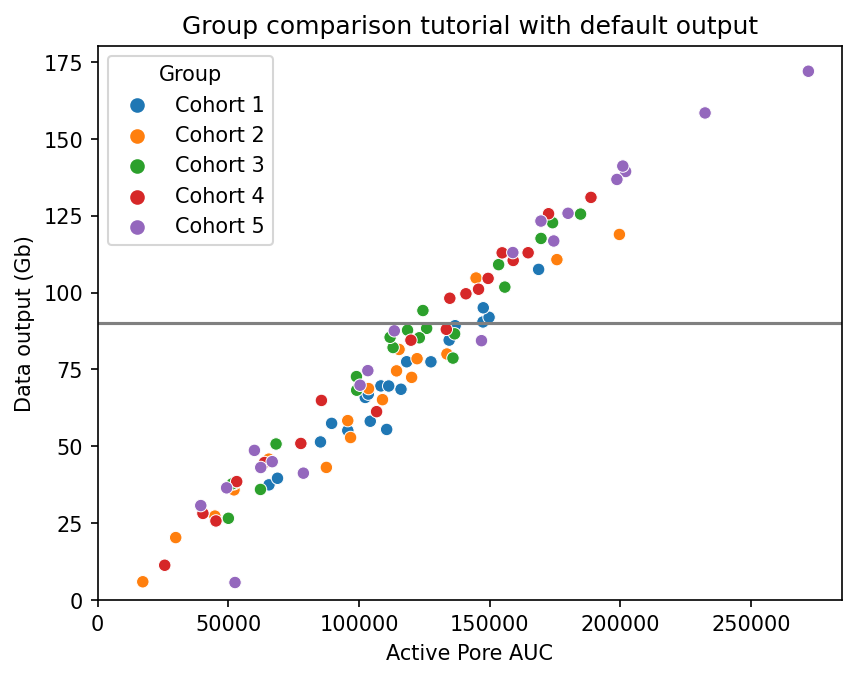 Group comparison tutorial with default output
Group
Cohort 1
Cohort 2
Cohort 3
Cohort 4
Cohort 5
175
150
125
100
75
50
25
0
Data output (Gb)
0 50000 100000 150000 200000 250000
Active Pore AUC